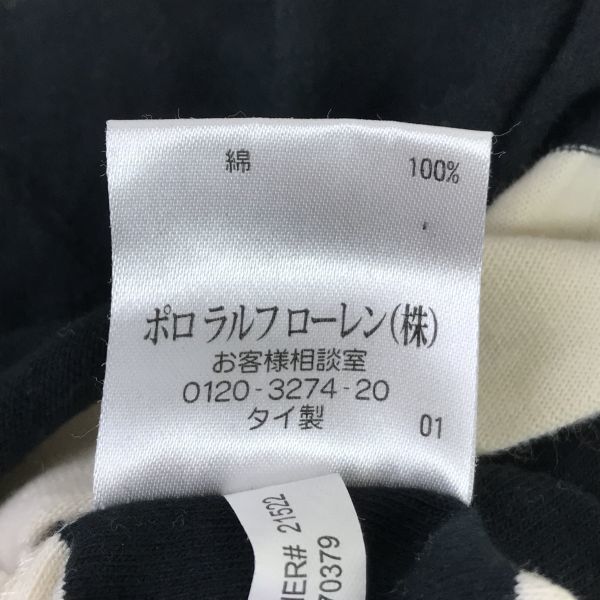 綿 100%
ポロ ラルフ ローレン(株)
お客様相談室
0120-3274-20
タイ製
01
21522
70379